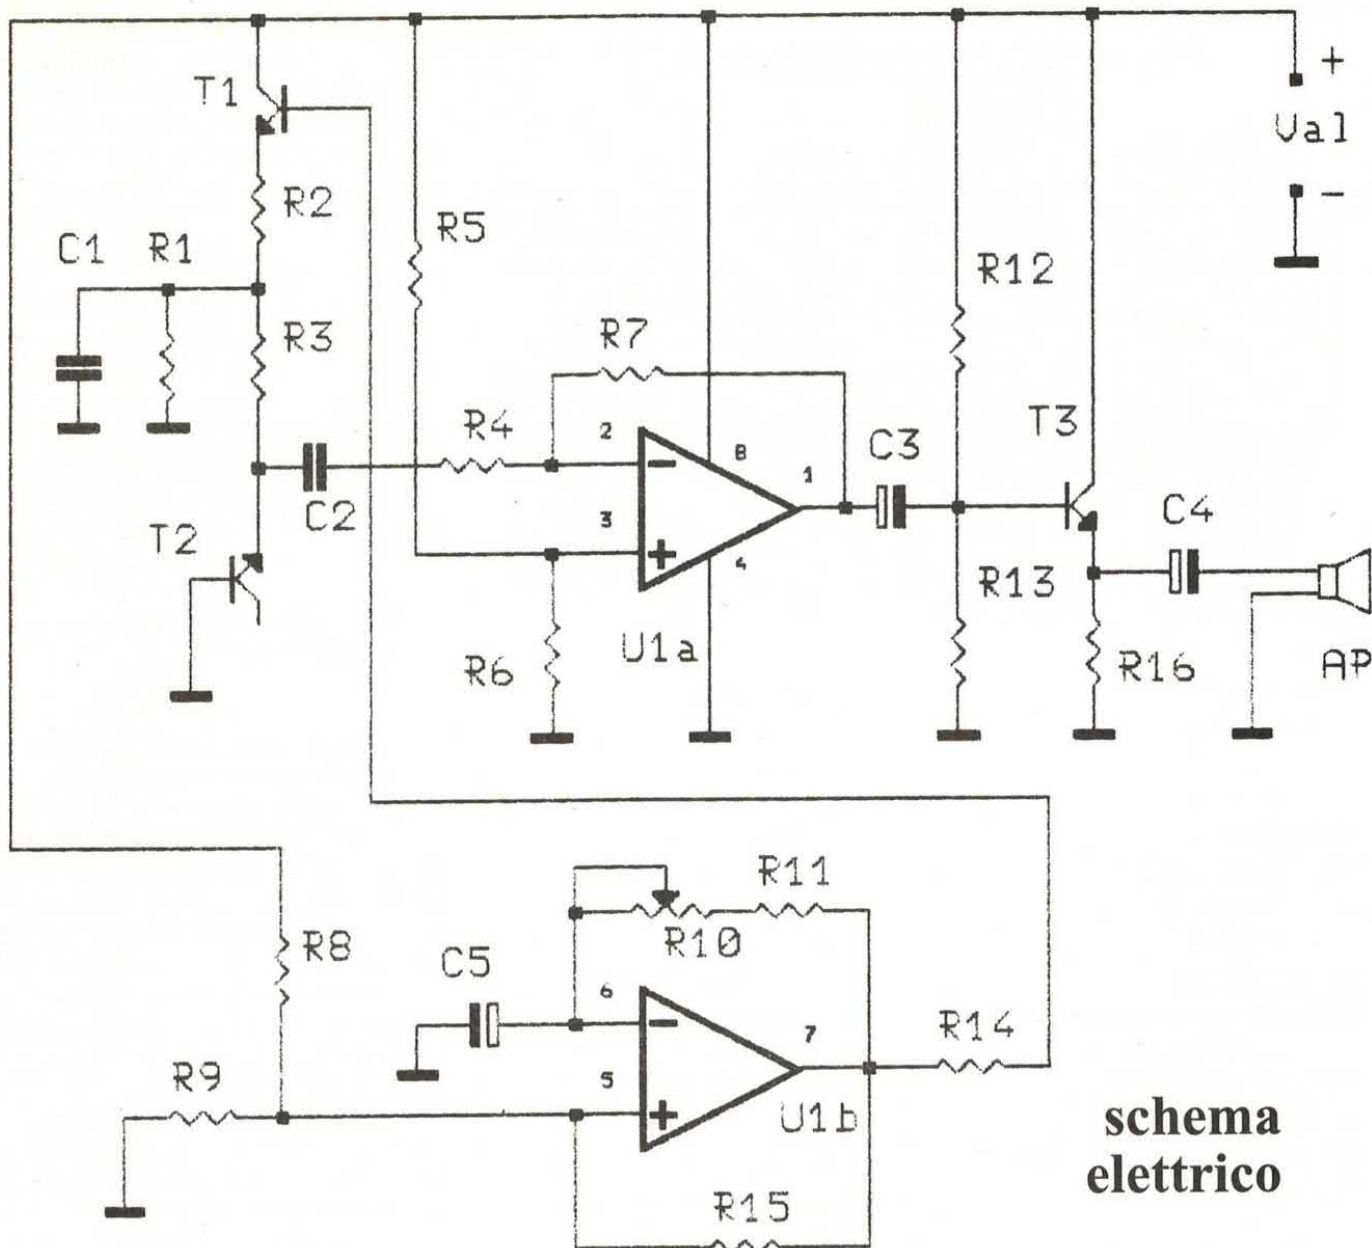 T1
+
Val
-
R2
R5
C1
R1
R12
R3
R7
T3
R4
2
8
C3
1
C2
C4
3
T2
4
R13
U1a
R6
R16
AP
R11
R8
R10
C5
6
7
R14
R9
5
U1b
schema
elettrico
R15